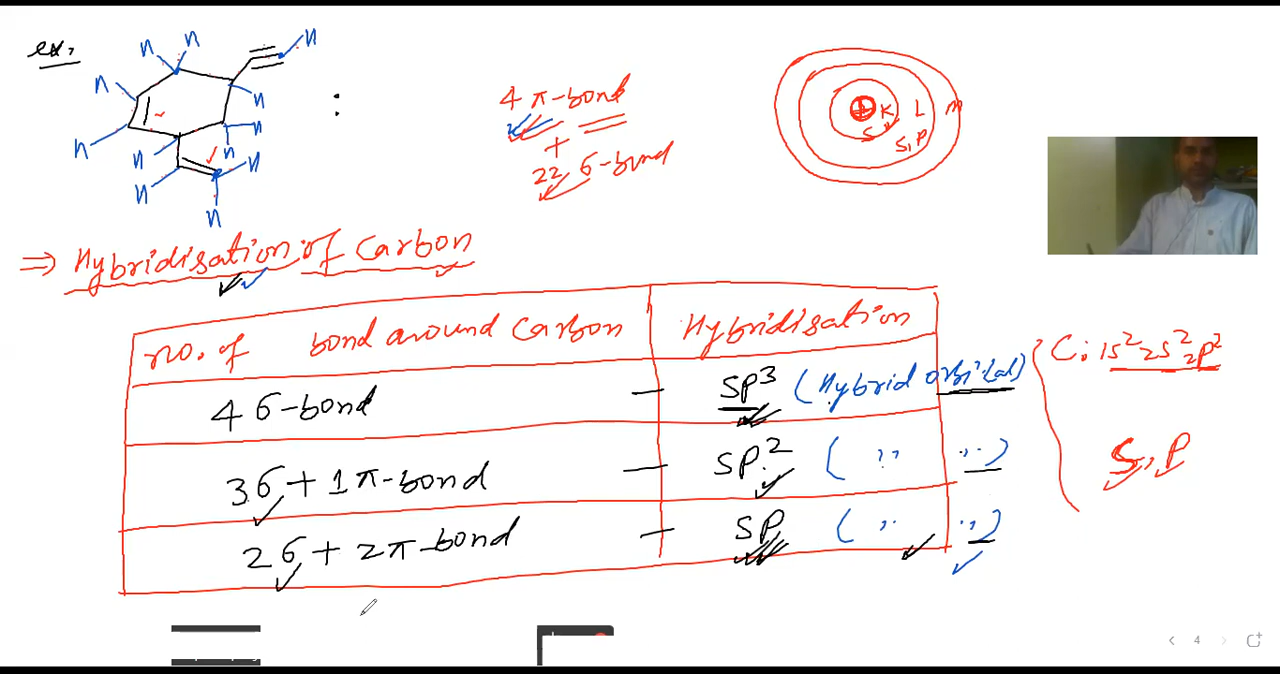 ex.
n n n
n n
n n n
n n n
n
:
4 π-bond
+
22 σ-bond
+ K L M
S S, P
⇒ Hybridisation of Carbon
no. of bond around Carbon Hybridisation
4 σ-bond – SP³ (Hybrid orbital)
3σ + 1π-bond – SP² ( ,, ,, )
2σ + 2π-bond – SP ( ,, ,, )
C: 1s² 2s² 2p²
S, P
4